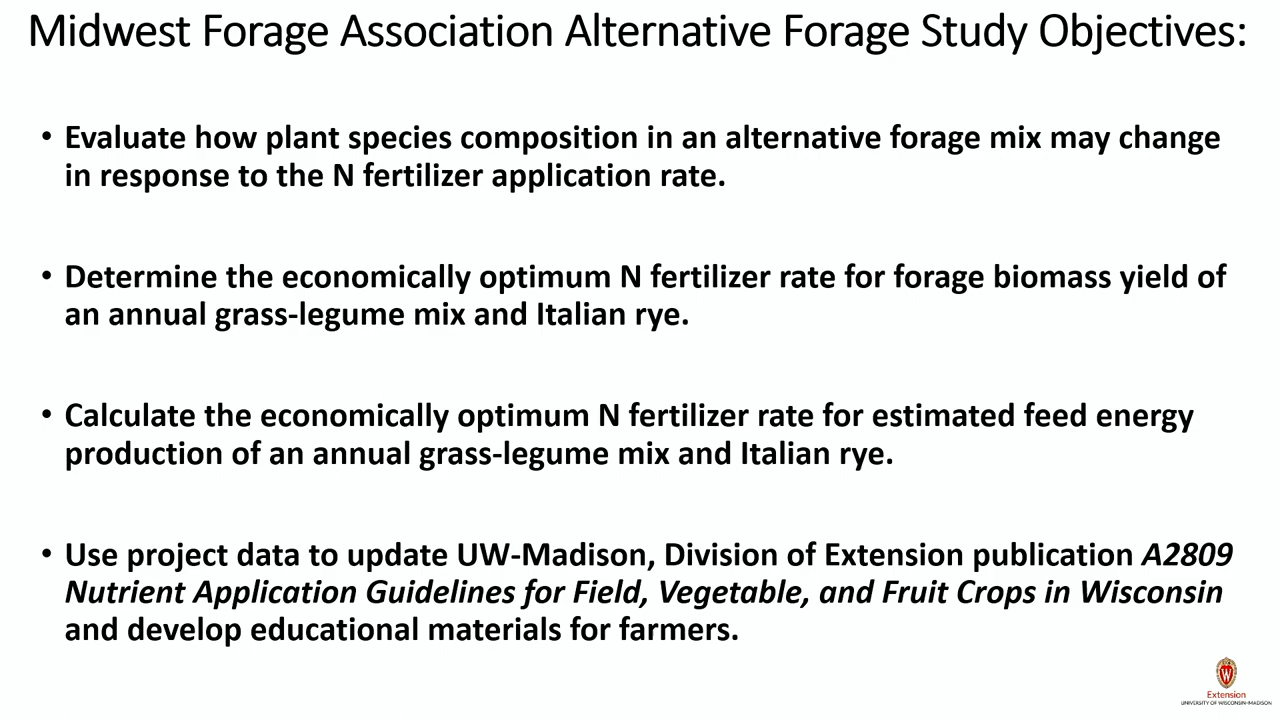 Midwest Forage Association Alternative Forage Study Objectives:
• Evaluate how plant species composition in an alternative forage mix may change
in response to the N fertilizer application rate.
• Determine the economically optimum N fertilizer rate for forage biomass yield of
an annual grass-legume mix and Italian rye.
• Calculate the economically optimum N fertilizer rate for estimated feed energy
production of an annual grass-legume mix and Italian rye.
• Use project data to update UW-Madison, Division of Extension publication A2809
Nutrient Application Guidelines for Field, Vegetable, and Fruit Crops in Wisconsin
and develop educational materials for farmers.
W
Extension
UNIVERSITY OF WISCONSIN-MADISON